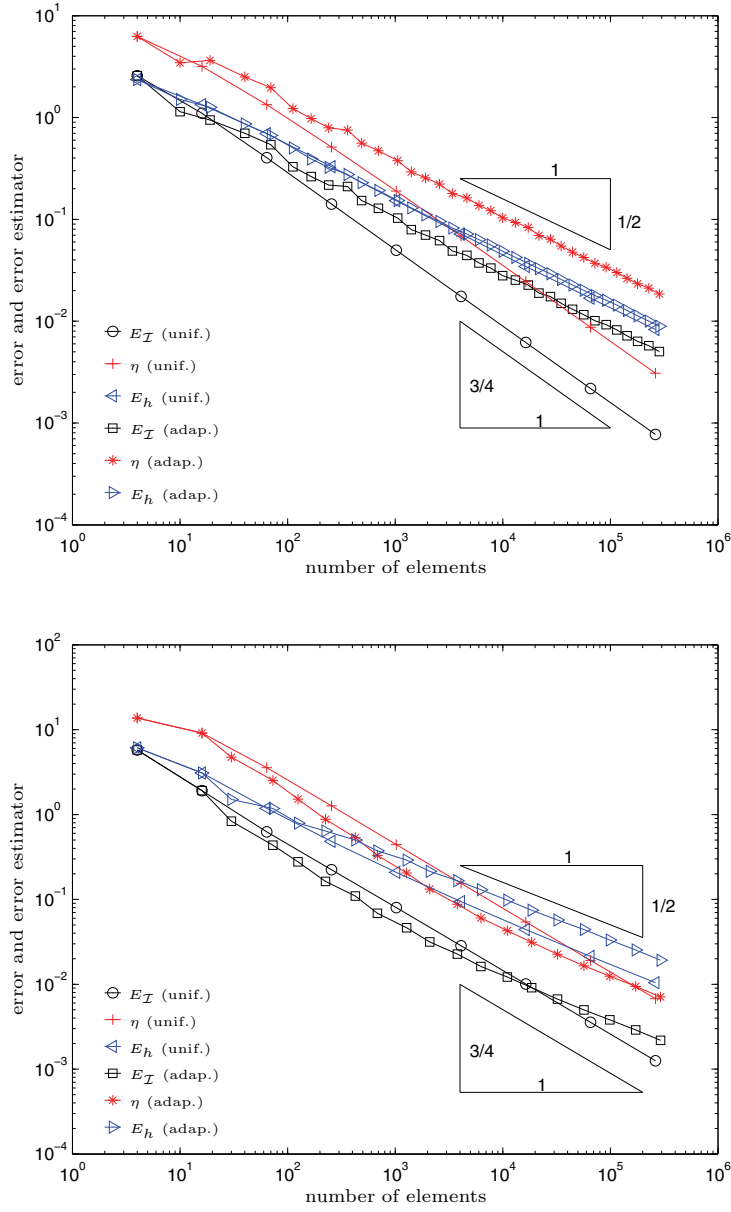 10^1
10^0
10^{-1}
10^{-2}
10^{-3}
10^{-4}
error and error estimator
1
1/2
3/4
1
E_ℐ (unif.)
η (unif.)
E_h (unif.)
E_ℐ (adap.)
η (adap.)
E_h (adap.)
10^0 10^1 10^2 10^3 10^4 10^5 10^6
number of elements
10^2
10^1
10^0
10^{-1}
10^{-2}
10^{-3}
10^{-4}
error and error estimator
1
1/2
3/4
1
E_ℐ (unif.)
η (unif.)
E_h (unif.)
E_ℐ (adap.)
η (adap.)
E_h (adap.)
10^0 10^1 10^2 10^3 10^4 10^5 10^6
number of elements